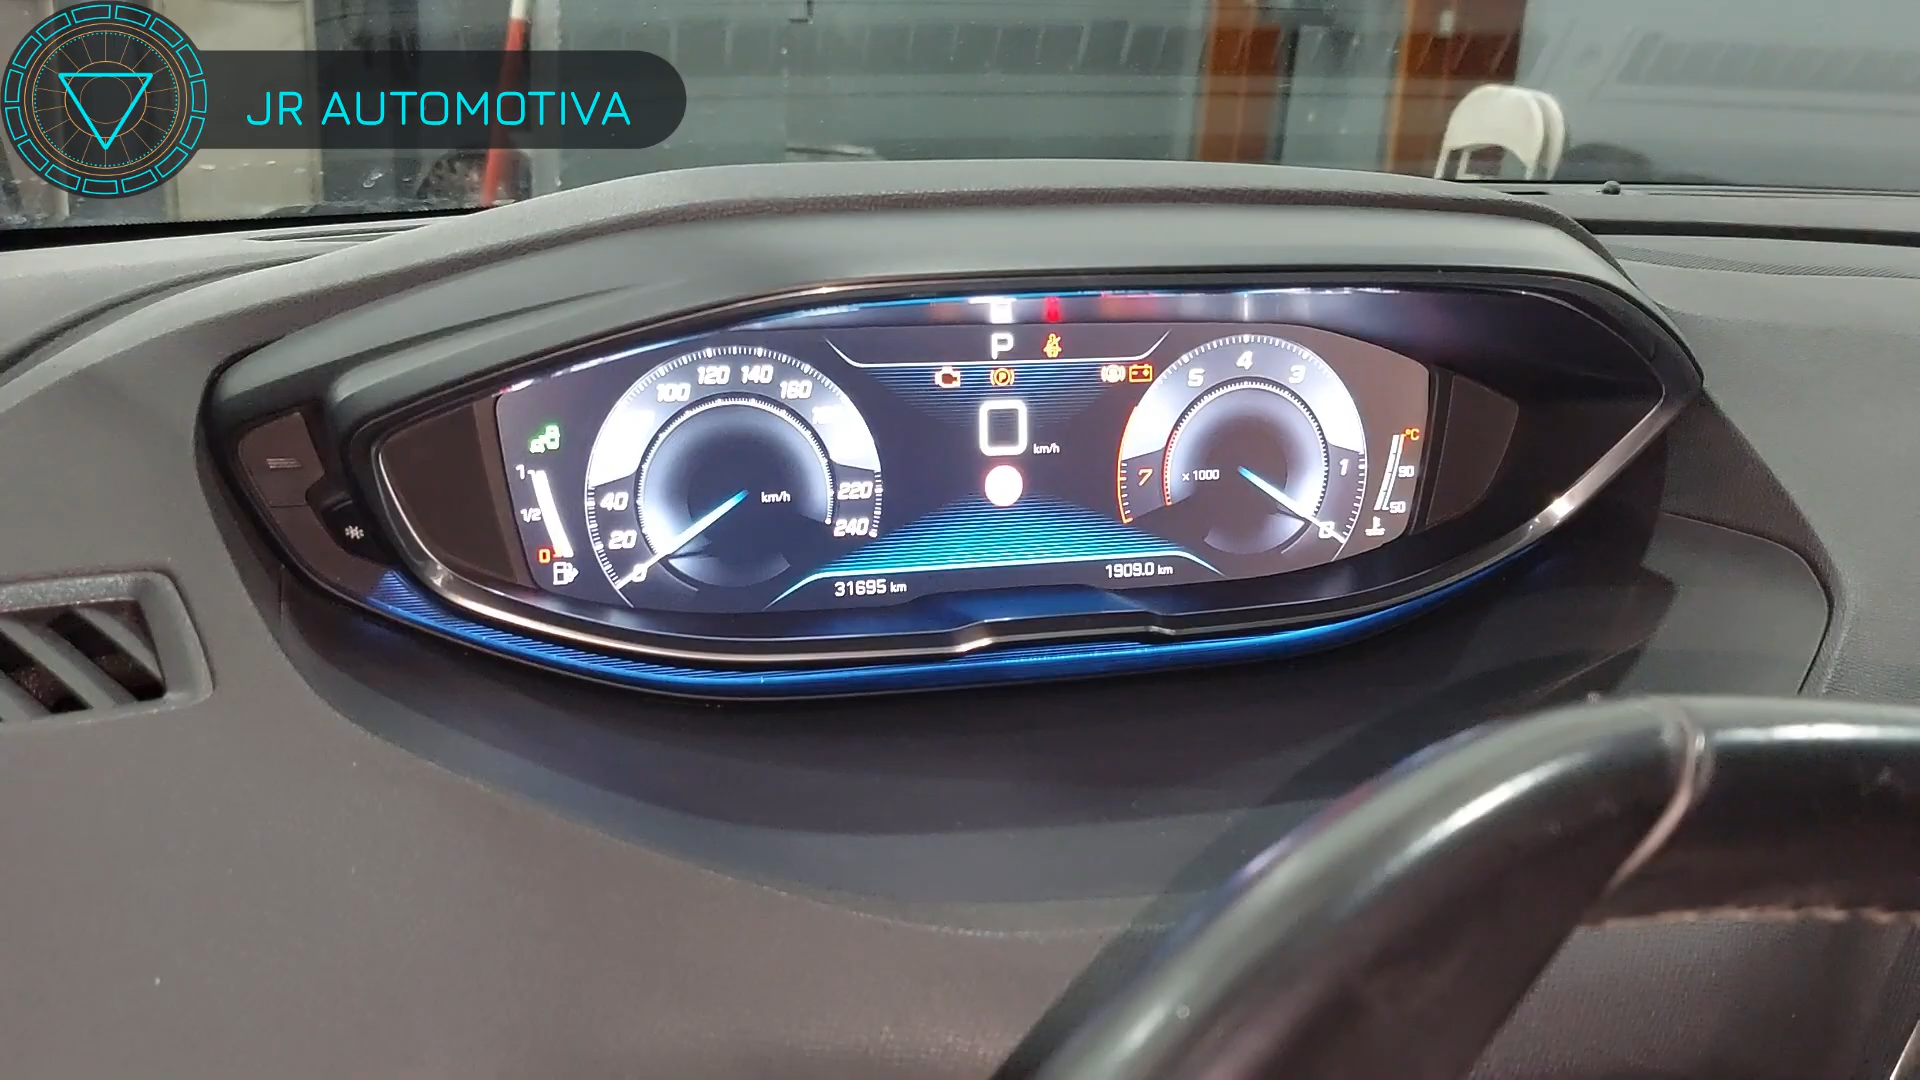 JR AUTOMOTIVA
P
100 120 140 160
5 4 3
0 km/h
1 1/2 0
40 20 0
km/h
220 240
7 x 1000 1 0
°C 90 50
31695 km
1909.0 km